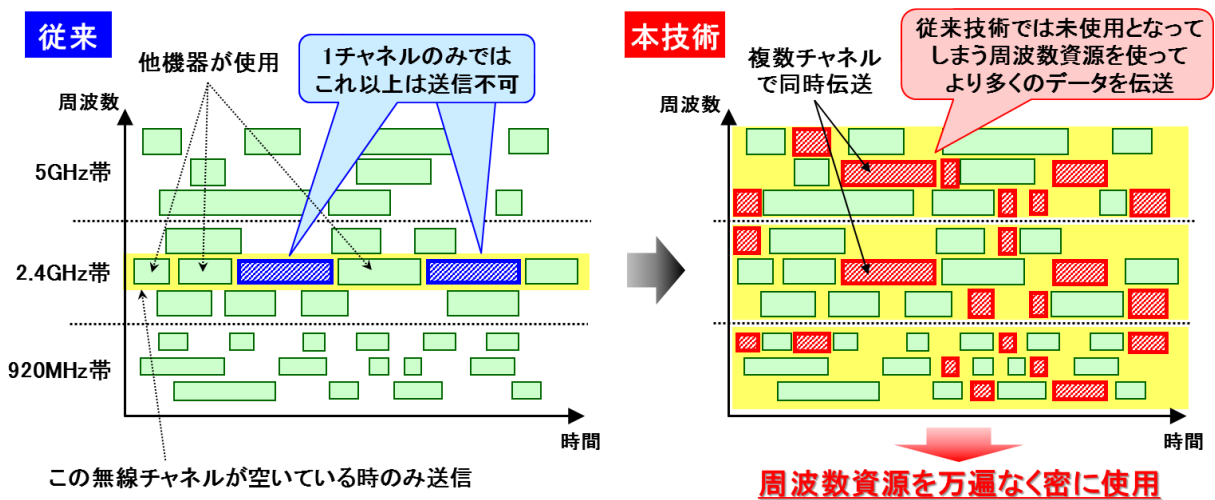 従来
他機器が使用
1チャネルのみでは
これ以上は送信不可
周波数
5GHz帯
2.4GHz帯
920MHz帯
時間
この無線チャネルが空いている時のみ送信
本技術
複数チャネル
で同時伝送
従来技術では未使用となって
しまう周波数資源を使って
より多くのデータを伝送
周波数
時間
周波数資源を万遍なく密に使用